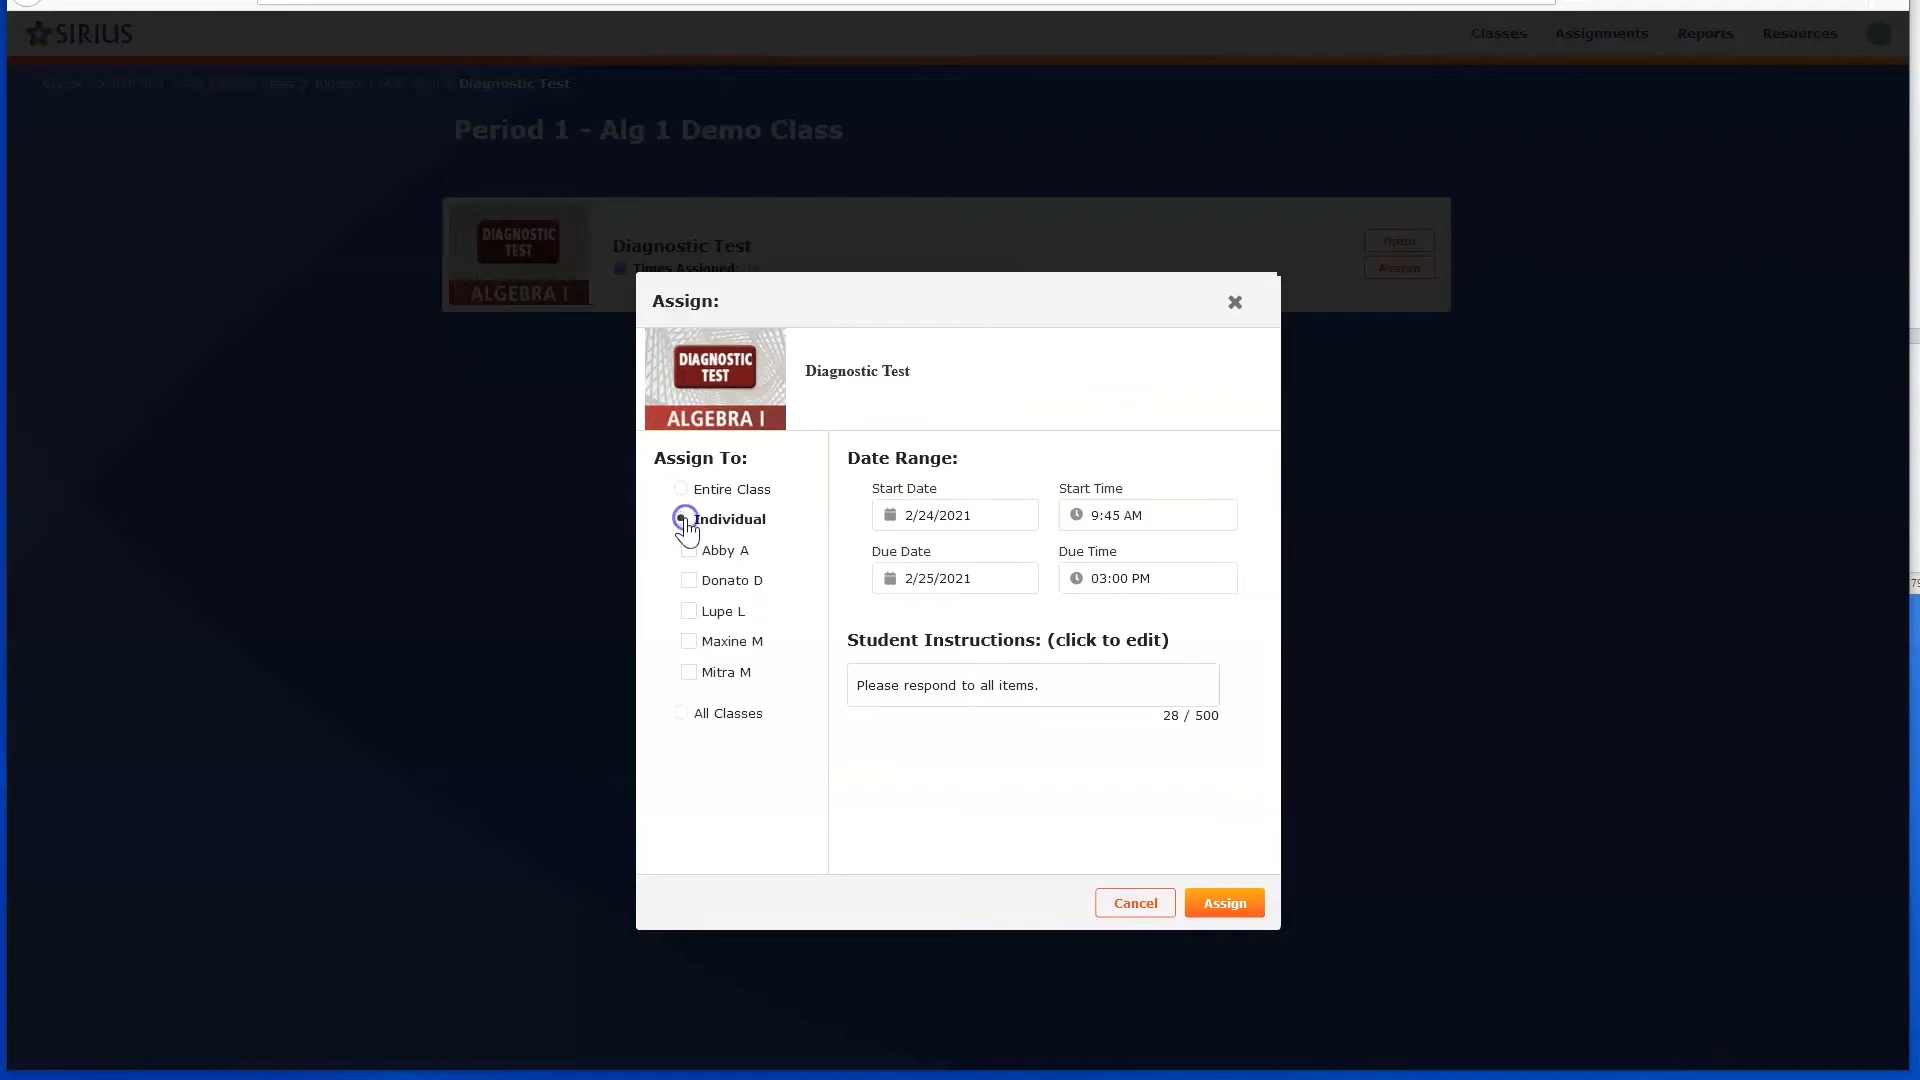 SIRIUS
Classes Assignments Reports Resources
Diagnostic Test
Period 1 - Alg 1 Demo Class
DIAGNOSTIC
TEST
ALGEBRA I
Diagnostic Test
Times Assigned:
Open
Assign
Assign:
DIAGNOSTIC
TEST
ALGEBRA I
Diagnostic Test
Assign To:
Entire Class
Individual
Abby A
Donato D
Lupe L
Maxine M
Mitra M
All Classes
Date Range:
Start Date Start Time
2/24/2021 9:45 AM
Due Date Due Time
2/25/2021 03:00 PM
Student Instructions: (click to edit)
Please respond to all items.
28 / 500
Cancel Assign